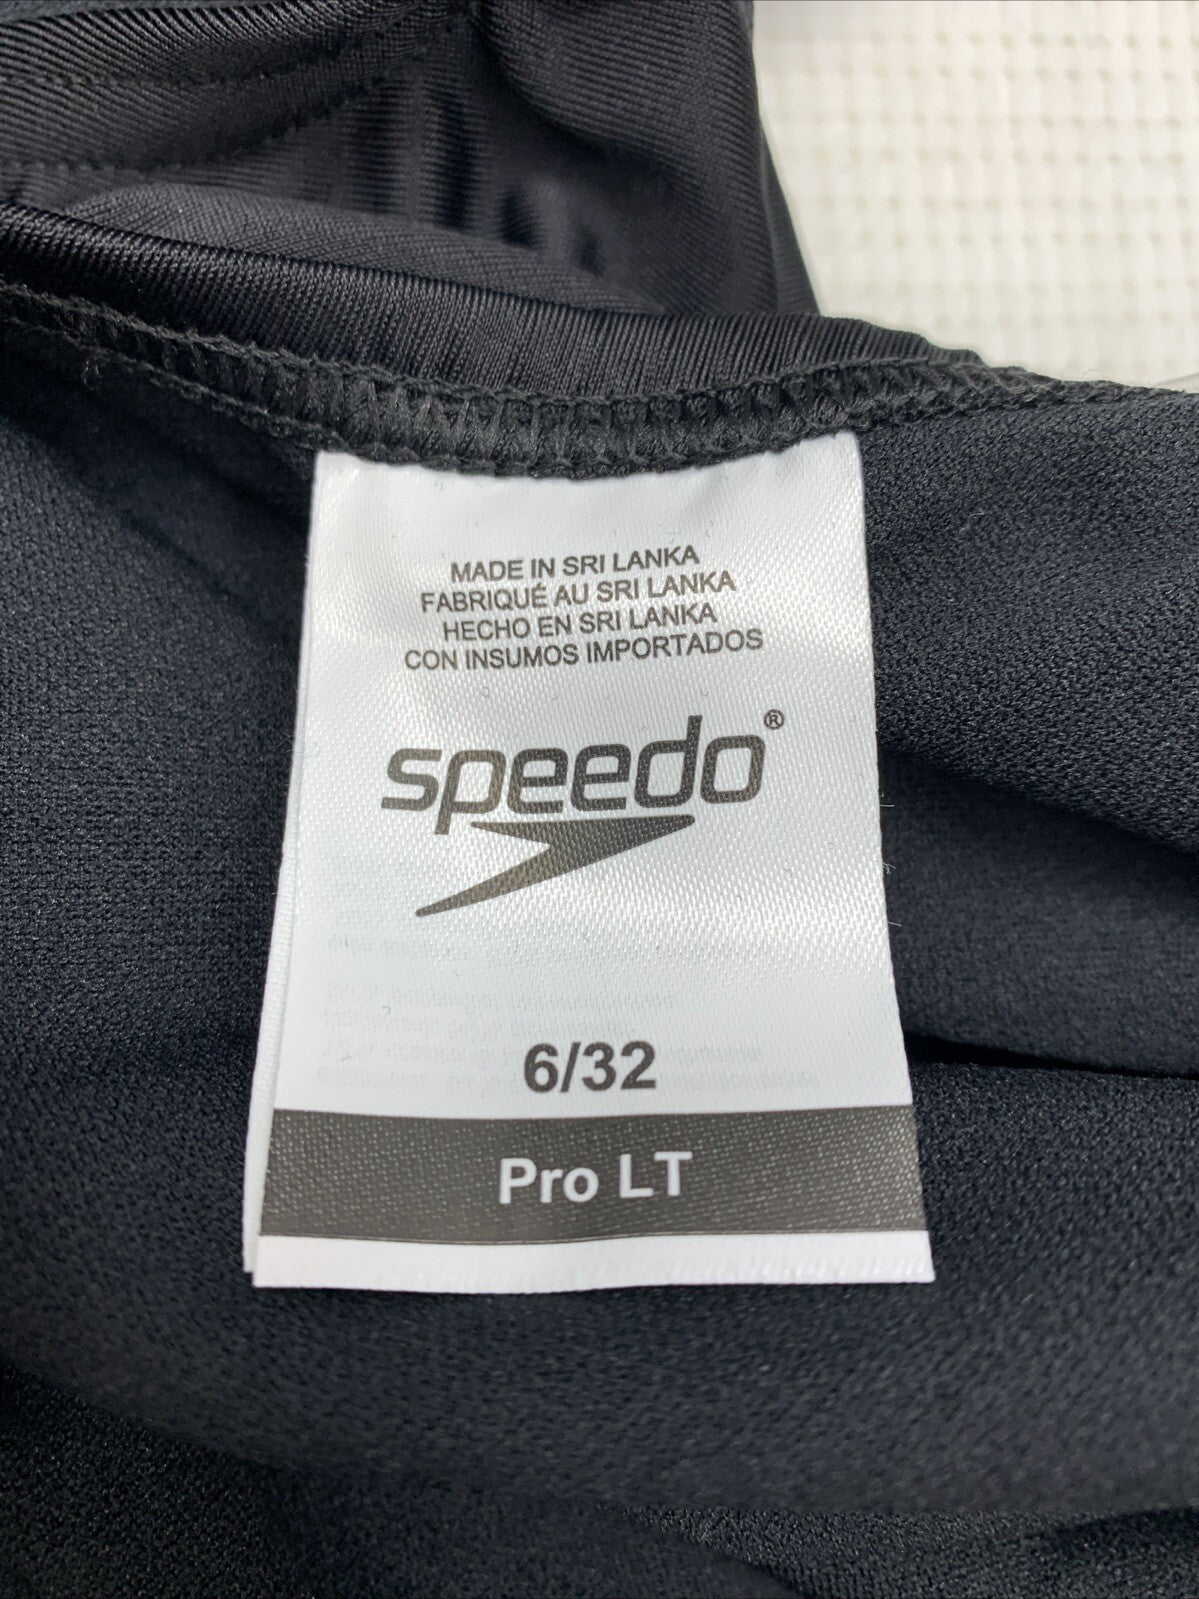 MADE IN SRI LANKA
FABRIQUÉ AU SRI LANKA
HECHO EN SRI LANKA
CON INSUMOS IMPORTADOS
speedo®
6/32
Pro LT